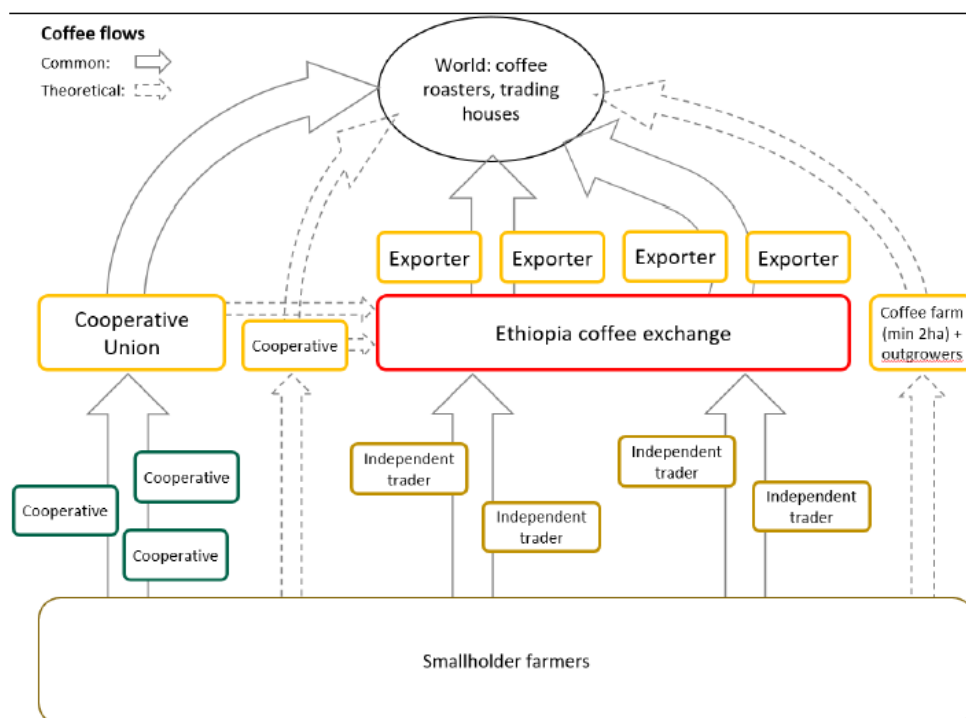 Coffee flows
Common:
Theoretical:
World: coffee
roasters, trading
houses
Exporter
Exporter
Exporter
Exporter
Cooperative
Union
Cooperative
Ethiopia coffee exchange
Coffee farm
(min 2ha) +
outgrowers
Cooperative
Cooperative
Cooperative
Independent
trader
Independent
trader
Independent
trader
Independent
trader
Smallholder farmers